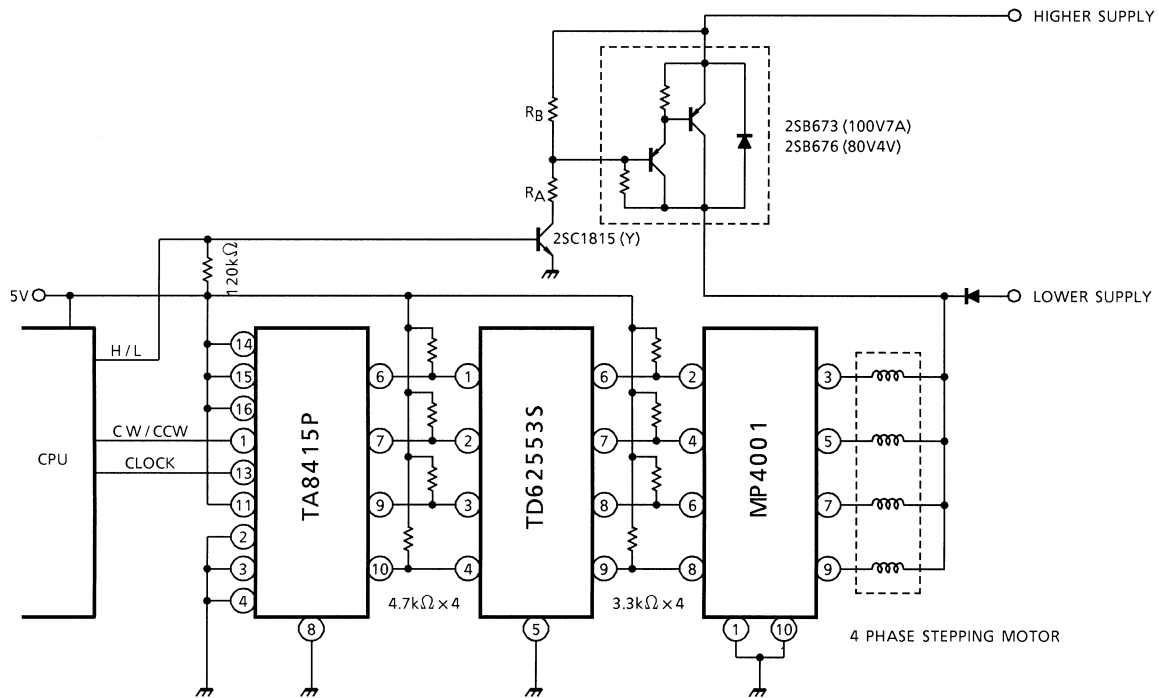 HIGHER SUPPLY
RB
2SB673 (100V7A)
2SB676 (80V4V)
RA
2SC1815 (Y)
120kΩ
5V
LOWER SUPPLY
H / L
14
15
16
CW/CCW
1
CPU
CLOCK
13
11
2
3
4
TA8415P
8
6
7
9
10
4.7kΩ × 4
1
2
3
4
TD62553S
5
6
7
8
9
3.3kΩ × 4
2
4
6
8
MP4001
1
10
3
5
7
9
4 PHASE STEPPING MOTOR